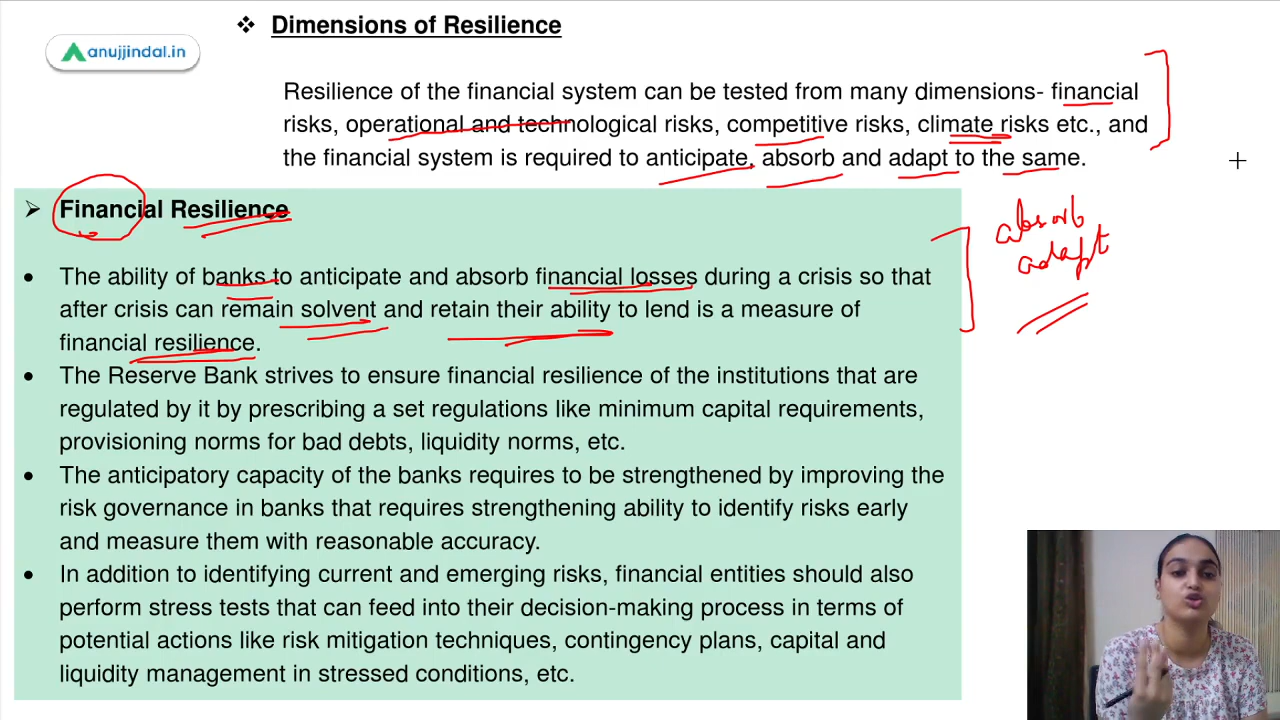 ❖ Dimensions of Resilience
anujjindal.in
Resilience of the financial system can be tested from many dimensions- financial
risks, operational and technological risks, competitive risks, climate risks etc., and
the financial system is required to anticipate, absorb and adapt to the same.
➢ Financial Resilience
absorb
adapt
• The ability of banks to anticipate and absorb financial losses during a crisis so that
after crisis can remain solvent and retain their ability to lend is a measure of
financial resilience.
• The Reserve Bank strives to ensure financial resilience of the institutions that are
regulated by it by prescribing a set regulations like minimum capital requirements,
provisioning norms for bad debts, liquidity norms, etc.
• The anticipatory capacity of the banks requires to be strengthened by improving the
risk governance in banks that requires strengthening ability to identify risks early
and measure them with reasonable accuracy.
• In addition to identifying current and emerging risks, financial entities should also
perform stress tests that can feed into their decision-making process in terms of
potential actions like risk mitigation techniques, contingency plans, capital and
liquidity management in stressed conditions, etc.